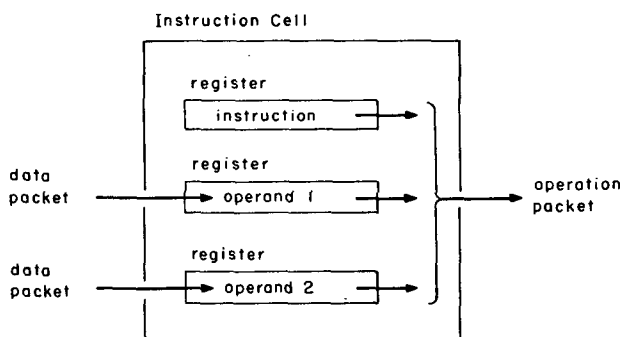 Instruction Cell
register
instruction
register
data
packet
operand 1
operation
packet
register
data
packet
operand 2